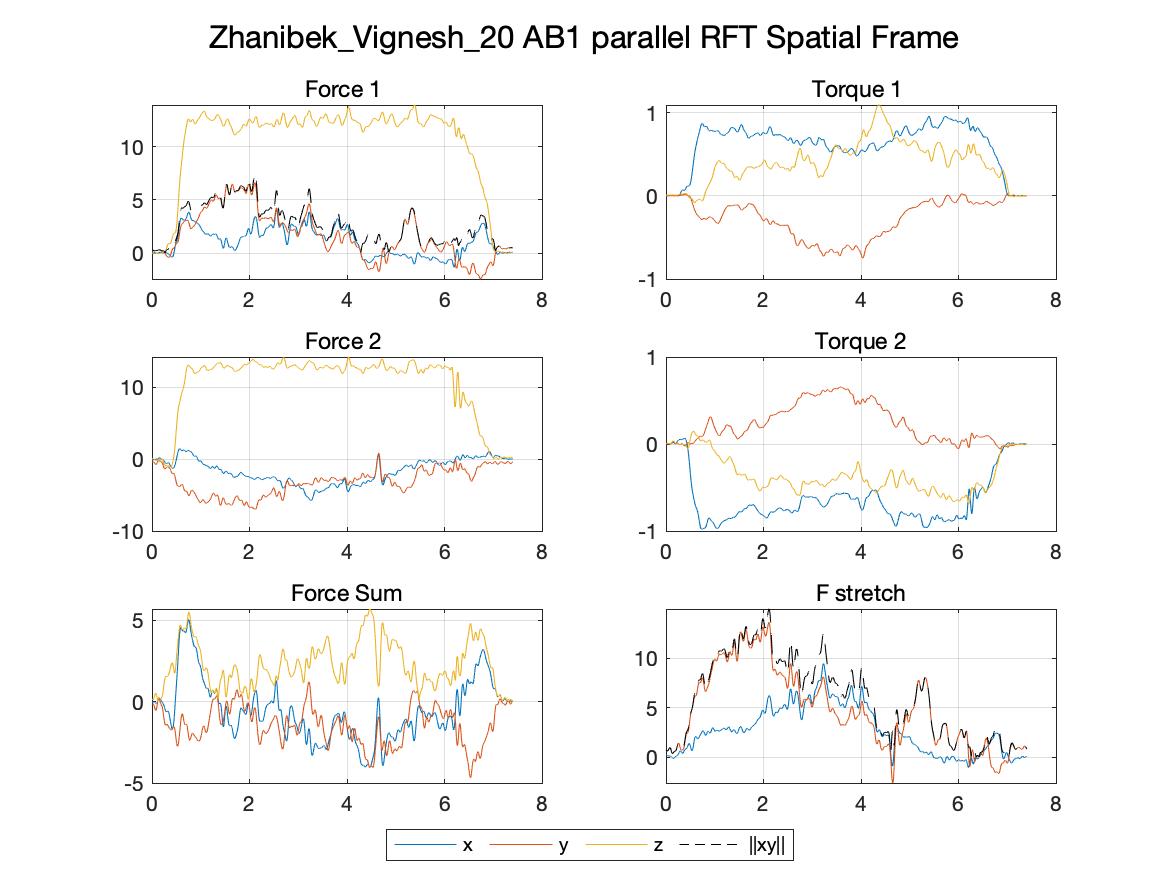 Zhanibek_Vignesh_20 AB1 parallel RFT Spatial Frame
Force 1
10
5
0
0 2 4 6 8
Torque 1
1
0
-1
0 2 4 6 8
Force 2
10
0
-10
0 2 4 6 8
Torque 2
1
0
-1
0 2 4 6 8
Force Sum
5
0
-5
0 2 4 6 8
F stretch
10
5
0
0 2 4 6 8
x y z ||xy||